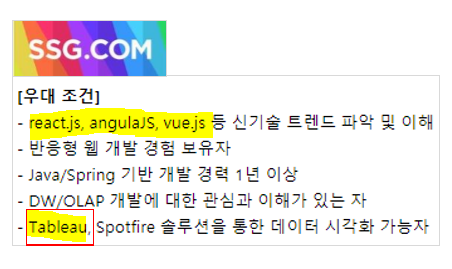 SSG.COM
[우대 조건]
- react.js, angulaJS, vue.js 등 신기술 트렌드 파악 및 이해
- 반응형 웹 개발 경험 보유자
- Java/Spring 기반 개발 경력 1년 이상
- DW/OLAP 개발에 대한 관심과 이해가 있는 자
- Tableau, Spotfire 솔루션을 통한 데이터 시각화 가능자